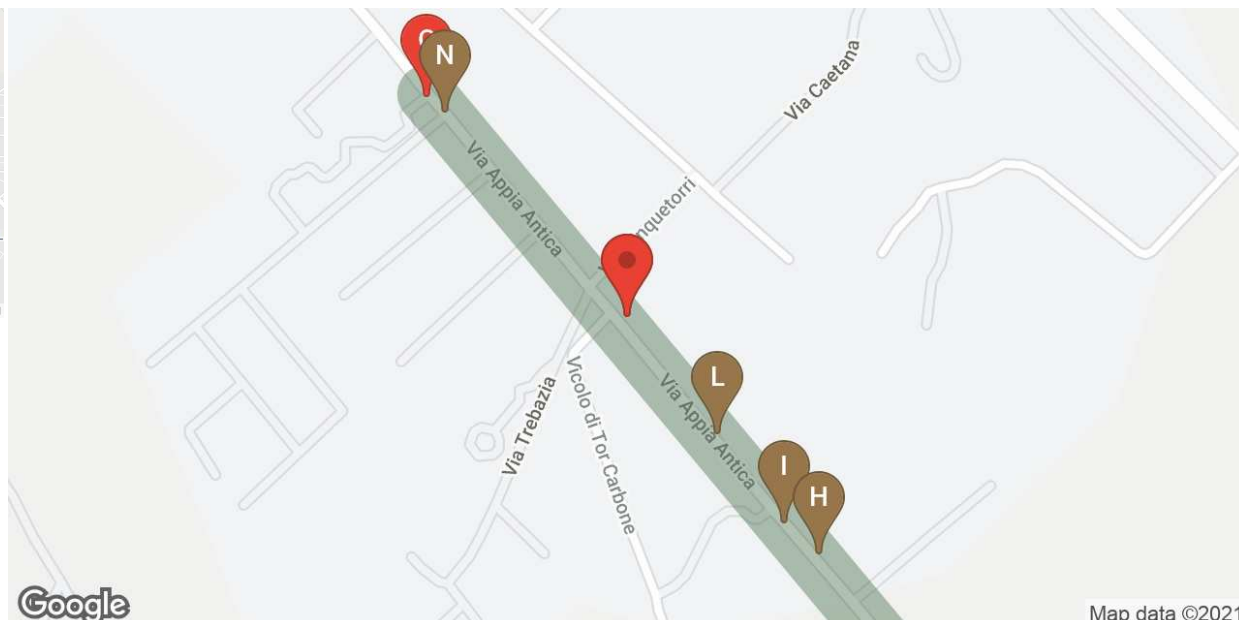 N
Via Caetana
Via Appia Antica
L
Via Appia Antica
I
H
Via Trebazia
Vicolo di Tor Carbone
Google
Map data ©2021